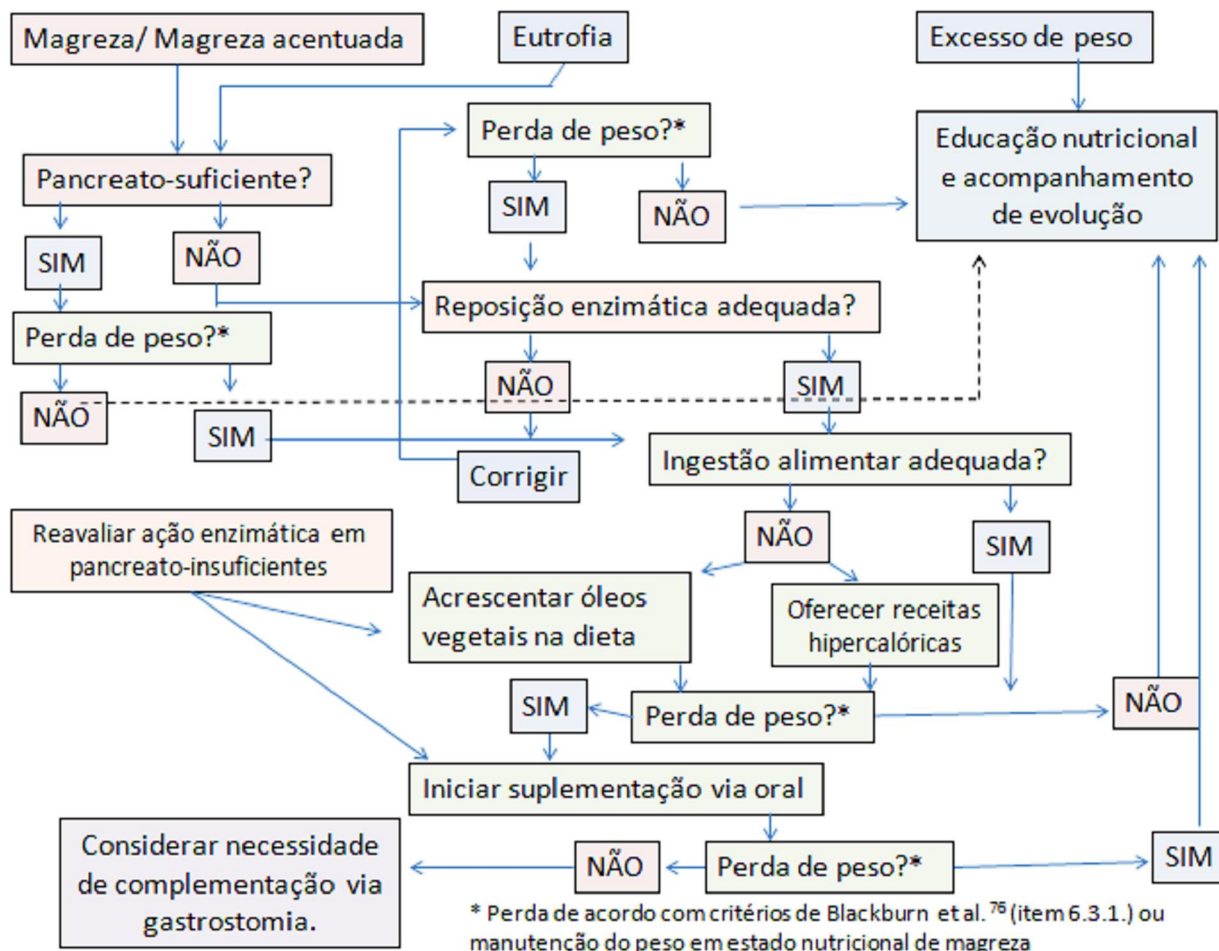 Magreza/ Magreza acentuada
Eutrofia
Excesso de peso
Perda de peso?*
Educação nutricional
e acompanhamento
de evolução
Pancreato-suficiente?
SIM
NÃO
SIM
NÃO
Reposição enzimática adequada?
Perda de peso?*
NÃO
SIM
NÃO
SIM
Ingestão alimentar adequada?
Corrigir
NÃO
SIM
Reavaliar ação enzimática em
pancreato-insuficientes
Acrescentar óleos
vegetais na dieta
Oferecer receitas
hipercalóricas
SIM
Perda de peso?*
NÃO
Iniciar suplementação via oral
Considerar necessidade
de complementação via
gastrostomia.
NÃO
Perda de peso?*
SIM
* Perda de acordo com critérios de Blackburn et al. 76 (item 6.3.1.) ou
manutenção do peso em estado nutricional de magreza